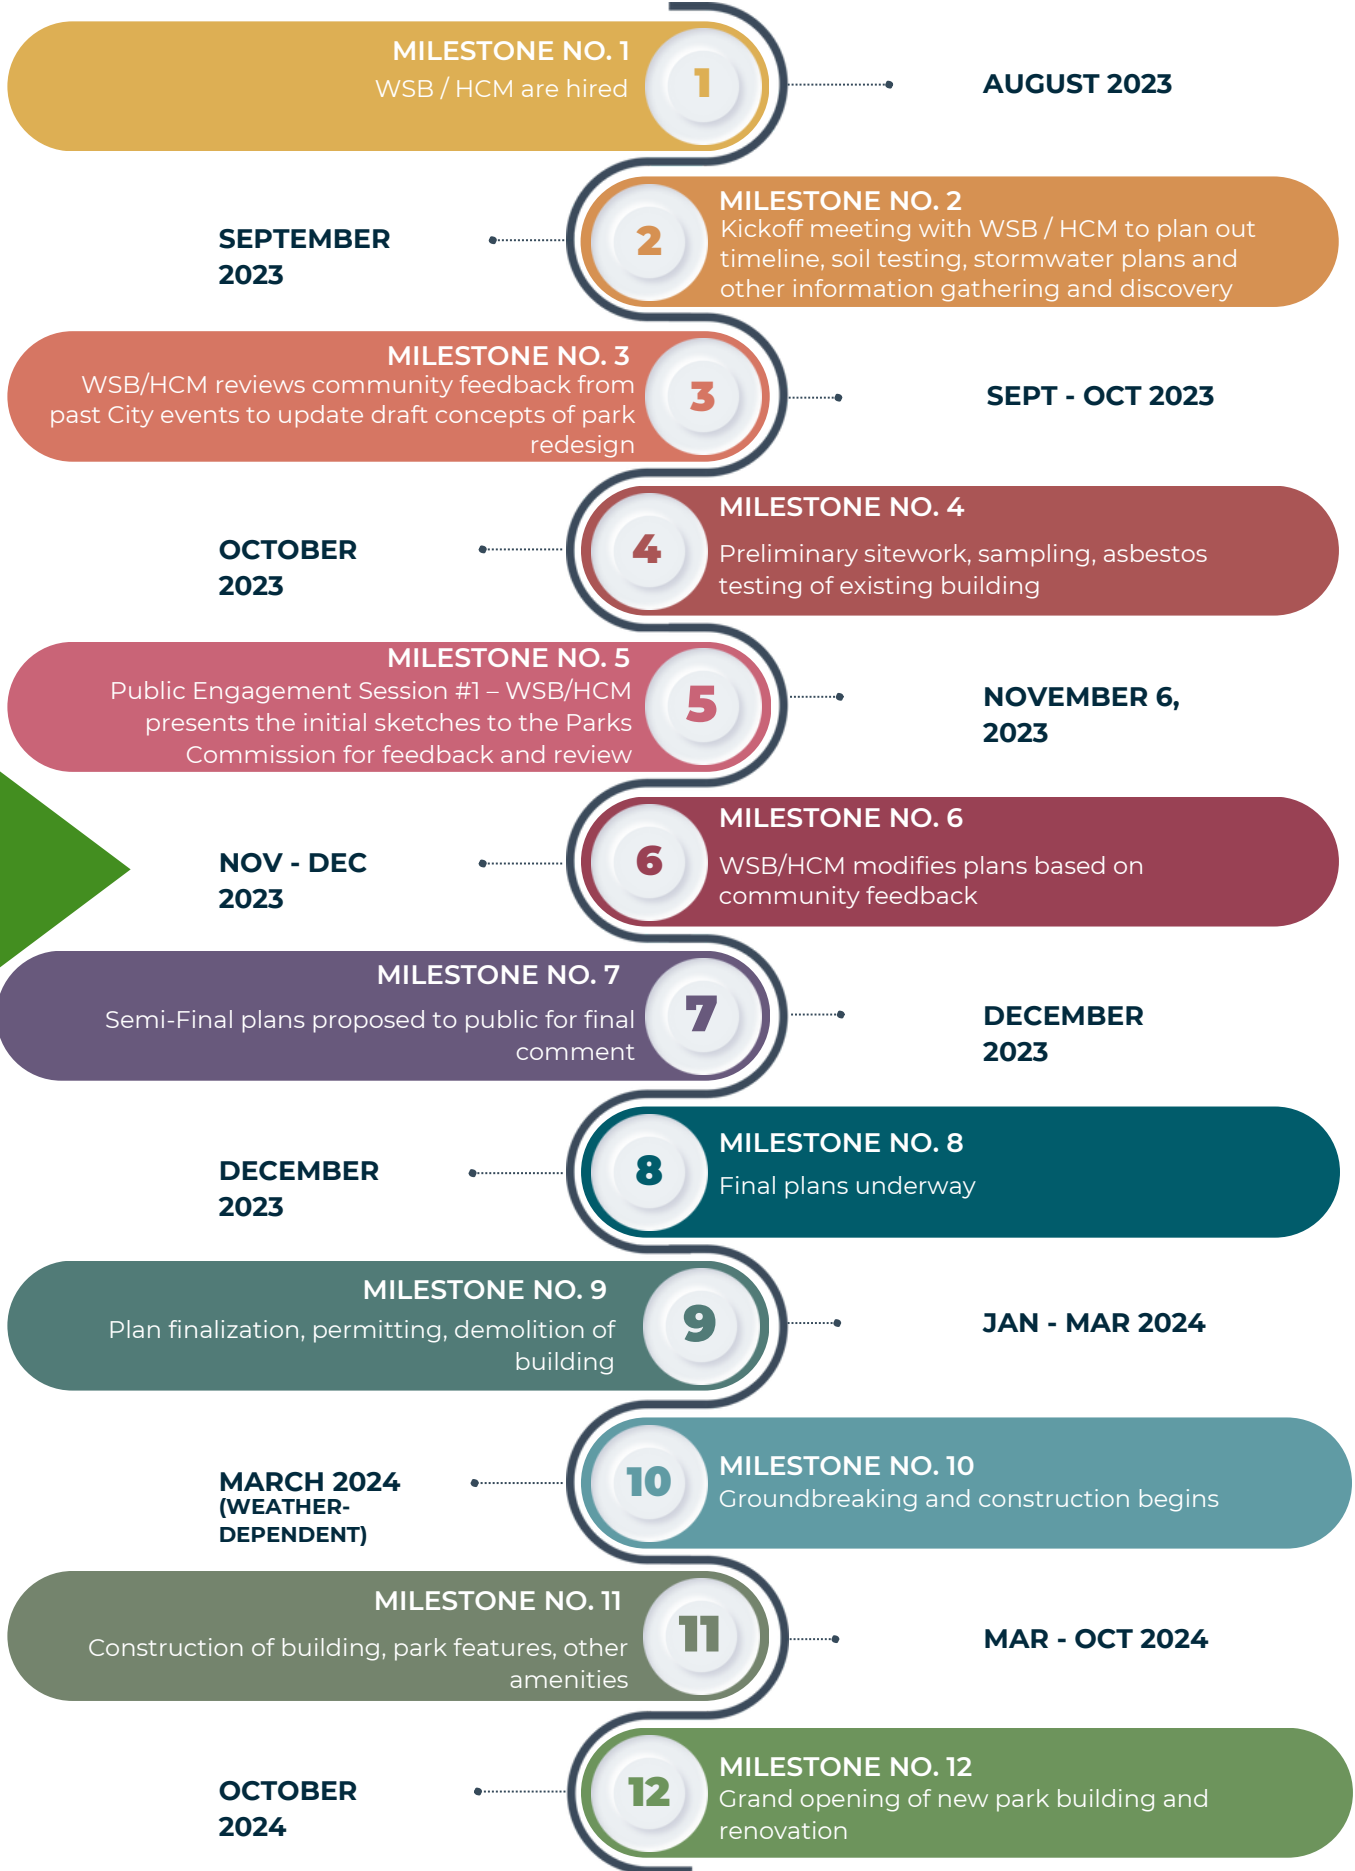 MILESTONE NO. 1
WSB / HCM are hired
1
AUGUST 2023
SEPTEMBER
2023
2
MILESTONE NO. 2
Kickoff meeting with WSB / HCM to plan out
timeline, soil testing, stormwater plans and
other information gathering and discovery
MILESTONE NO. 3
WSB/HCM reviews community feedback from
past City events to update draft concepts of park
redesign
3
SEPT - OCT 2023
OCTOBER
2023
4
MILESTONE NO. 4
Preliminary sitework, sampling, asbestos
testing of existing building
MILESTONE NO. 5
Public Engagement Session #1 – WSB/HCM
presents the initial sketches to the Parks
Commission for feedback and review
5
NOVEMBER 6,
2023
NOV - DEC
2023
6
MILESTONE NO. 6
WSB/HCM modifies plans based on
community feedback
MILESTONE NO. 7
Semi-Final plans proposed to public for final
comment
7
DECEMBER
2023
DECEMBER
2023
8
MILESTONE NO. 8
Final plans underway
MILESTONE NO. 9
Plan finalization, permitting, demolition of
building
9
JAN - MAR 2024
MARCH 2024
(WEATHER-
DEPENDENT)
10
MILESTONE NO. 10
Groundbreaking and construction begins
MILESTONE NO. 11
Construction of building, park features, other
amenities
11
MAR - OCT 2024
OCTOBER
2024
12
MILESTONE NO. 12
Grand opening of new park building and
renovation